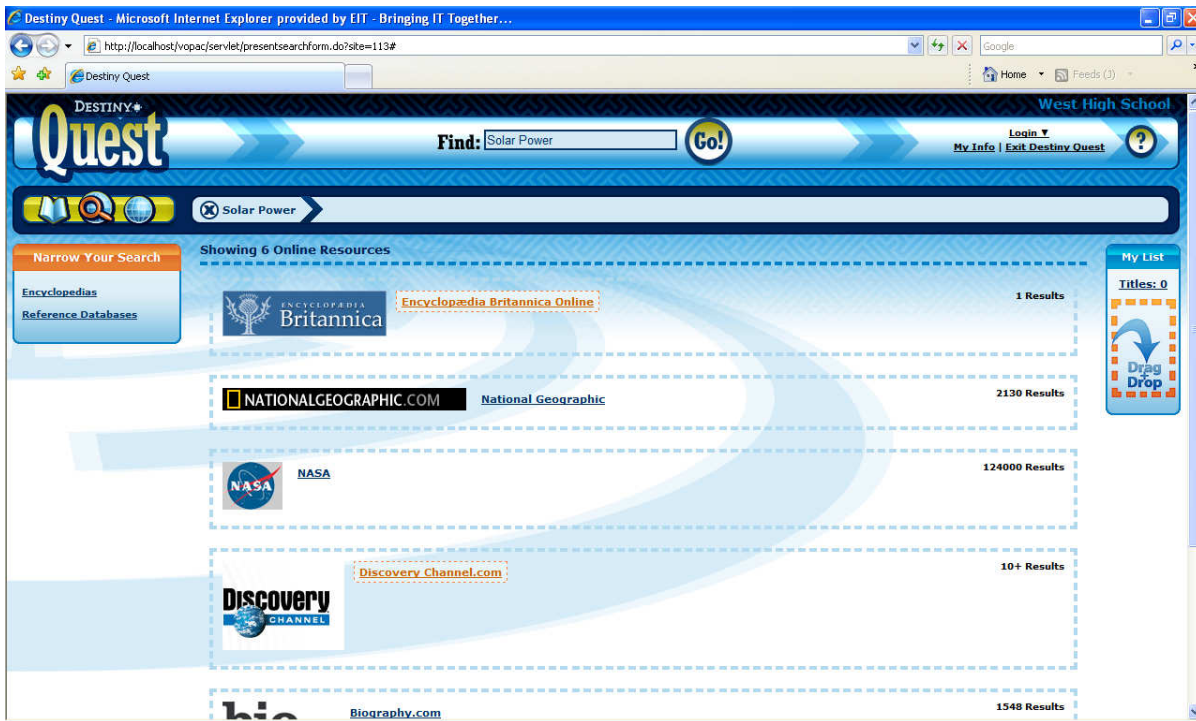 Destiny Quest - Microsoft Internet Explorer provided by EIT - Bringing IT Together...
http://localhost/vopac/servlet/presentsearchform.do?site=113#
Google
Destiny Quest
Home
Feeds (J)
DESTINY
Quest
West High School
Find: Solar Power
Go!
Login ▼
My Info | Exit Destiny Quest
?
Solar Power
Narrow Your Search
Encyclopedias
Reference Databases
Showing 6 Online Resources
ENCYCLOPÆDIA
Britannica
Encyclopædia Britannica Online
1 Results
NATIONALGEOGRAPHIC.COM
National Geographic
2130 Results
NASA
NASA
124000 Results
Discovery Channel.com
10+ Results
DISCOVERY
CHANNEL
bio
Biography.com
1548 Results
My List
Titles: 0
Drag
+
Drop